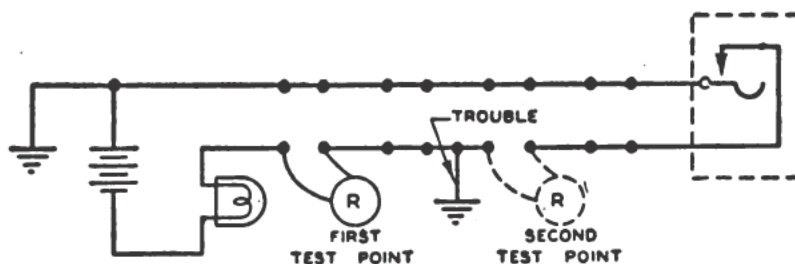 TROUBLE
R
R
FIRST
TEST POINT
SECOND
TEST POINT